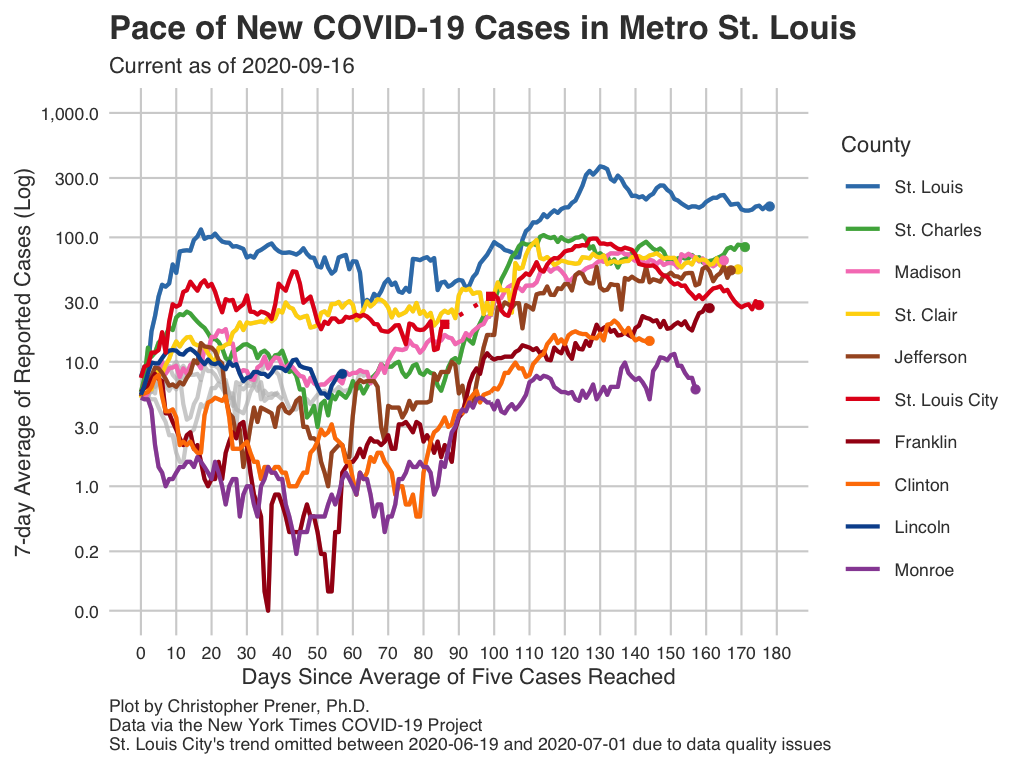 Pace of New COVID-19 Cases in Metro St. Louis
Current as of 2020-09-16
7-day Average of Reported Cases (Log)
1,000.0
300.0
100.0
30.0
10.0
3.0
1.0
0.2
0.0
0 10 20 30 40 50 60 70 80 90 100 110 120 130 140 150 160 170 180
Days Since Average of Five Cases Reached
County
St. Louis
St. Charles
Madison
St. Clair
Jefferson
St. Louis City
Franklin
Clinton
Lincoln
Monroe
Plot by Christopher Prener, Ph.D.
Data via the New York Times COVID-19 Project
St. Louis City's trend omitted between 2020-06-19 and 2020-07-01 due to data quality issues